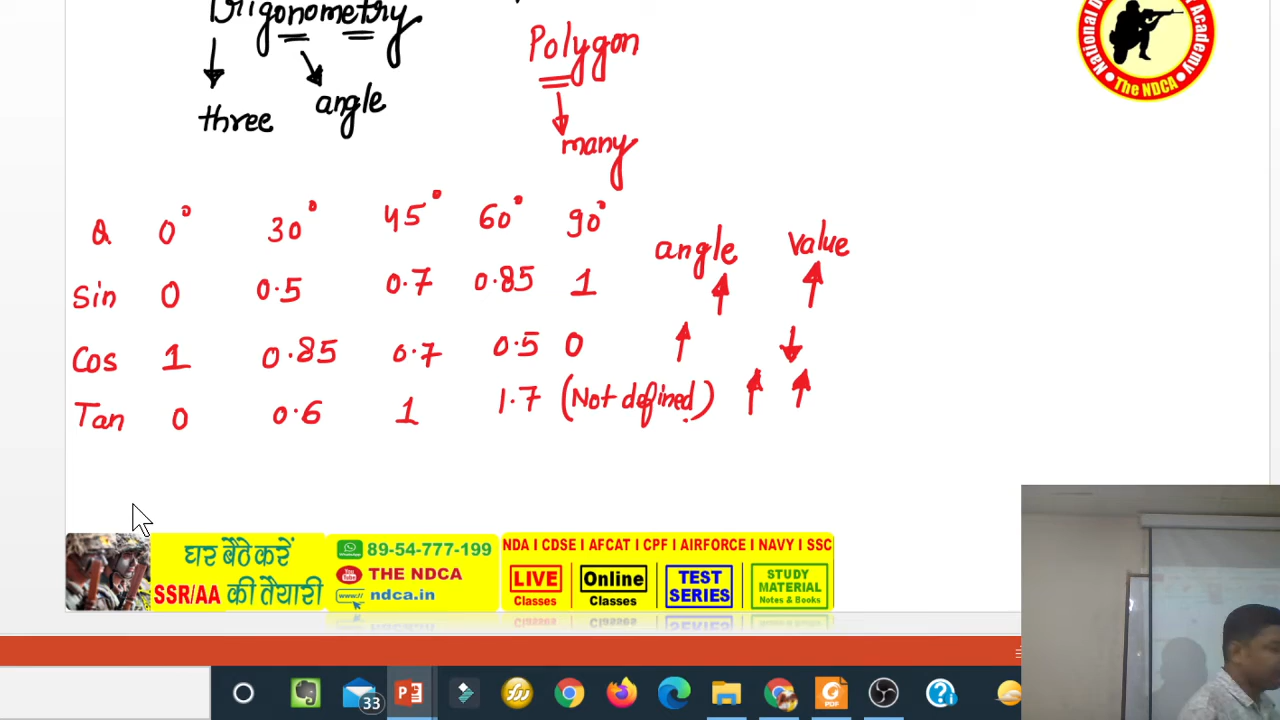 Trigonometry
Polygon
three
angle
many
National D
Academy
The NDCA
θ 0° 30° 45° 60° 90°
angle value
Sin 0 0.5 0.7 0.85 1 ↑ ↑
Cos 1 0.85 0.7 0.5 0 ↑ ↓
Tan 0 0.6 1 1.7 (Not defined) ↑ ↑
घर बैठे करें
SSR/AA की तैयारी
89-54-777-199
THE NDCA
ndca.in
NDA I CDSE I AFCAT I CPF I AIRFORCE I NAVY I SSC
LIVE Classes
Online Classes
TEST SERIES
STUDY MATERIAL Notes & Books
33
PDF